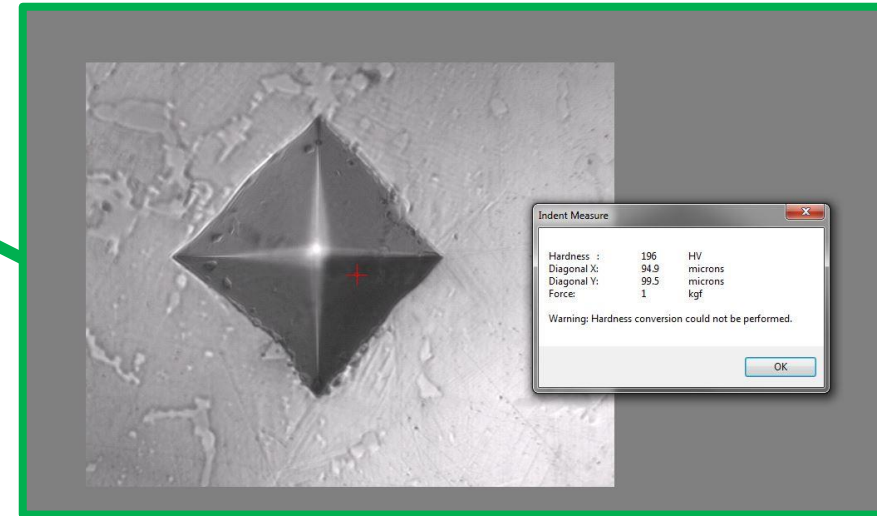 Indent Measure
Hardness : 196 HV
Diagonal X: 94.9 microns
Diagonal Y: 99.5 microns
Force: 1 kgf
Warning: Hardness conversion could not be performed.
OK